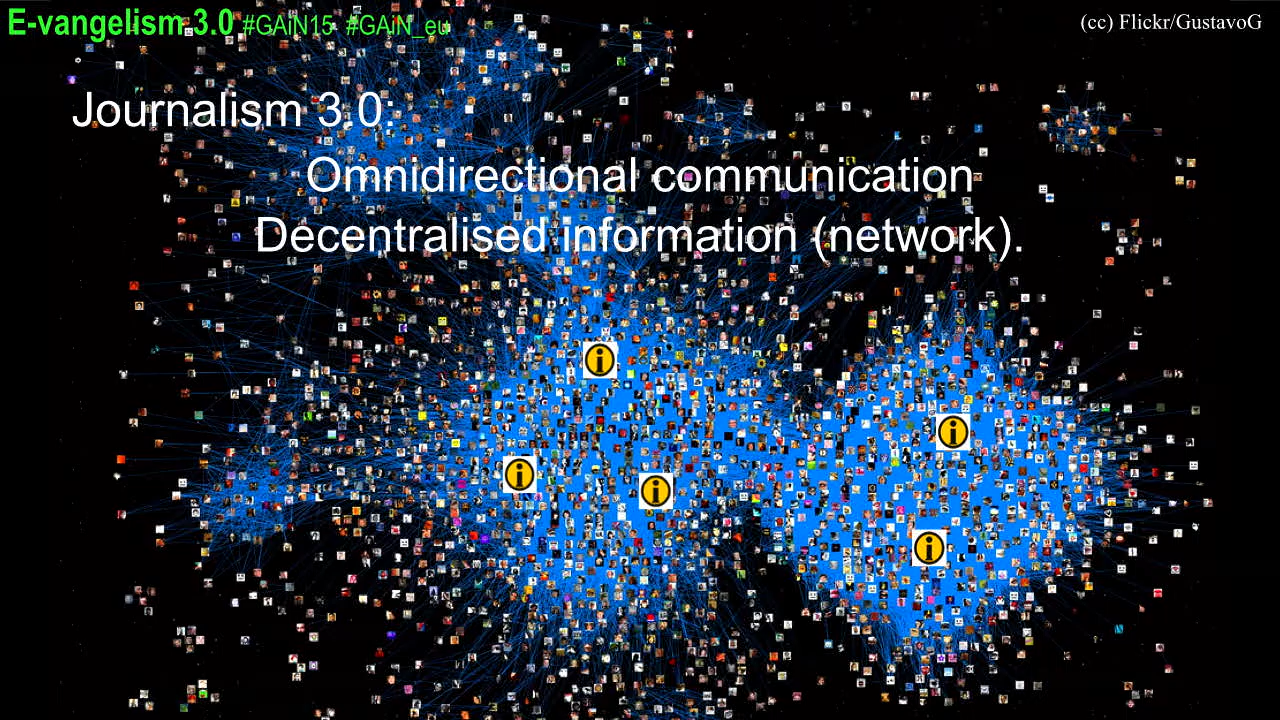 E-vangelism 3.0 #GAiN15 #GAiN_eu
(cc) Flickr/GustavoG
Journalism 3.0:
Omnidirectional communication
Decentralised information (network).
i
i
i
i
i